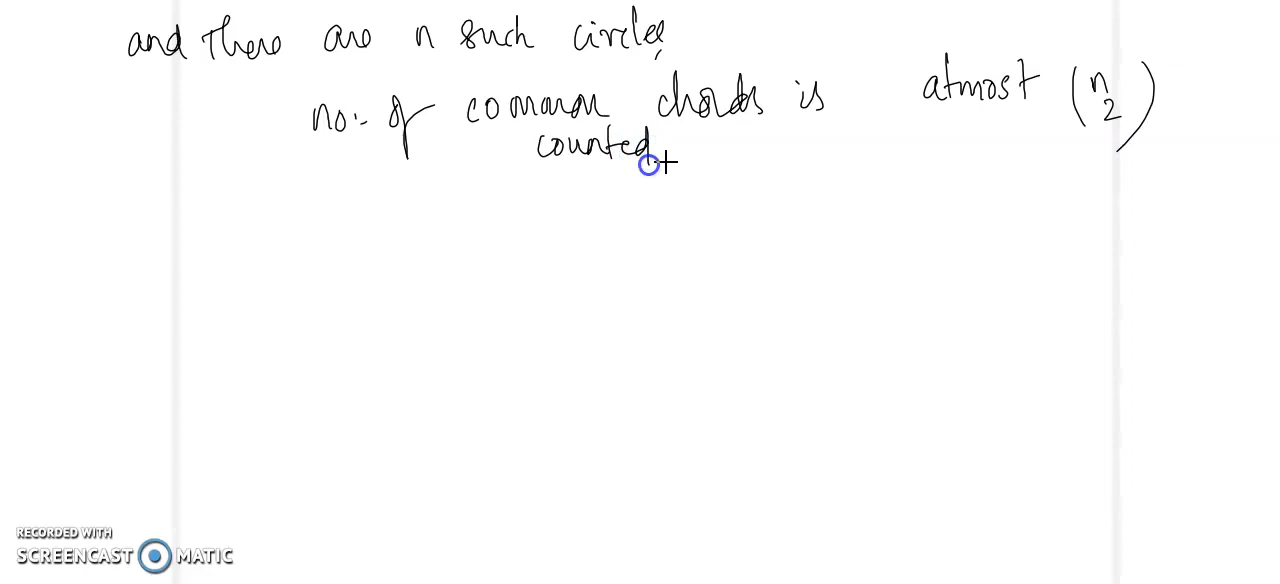 and there are n such circles,
no:- of common chords is atmost (n 2)
counted
RECORDED WITH
SCREENCAST MATIC